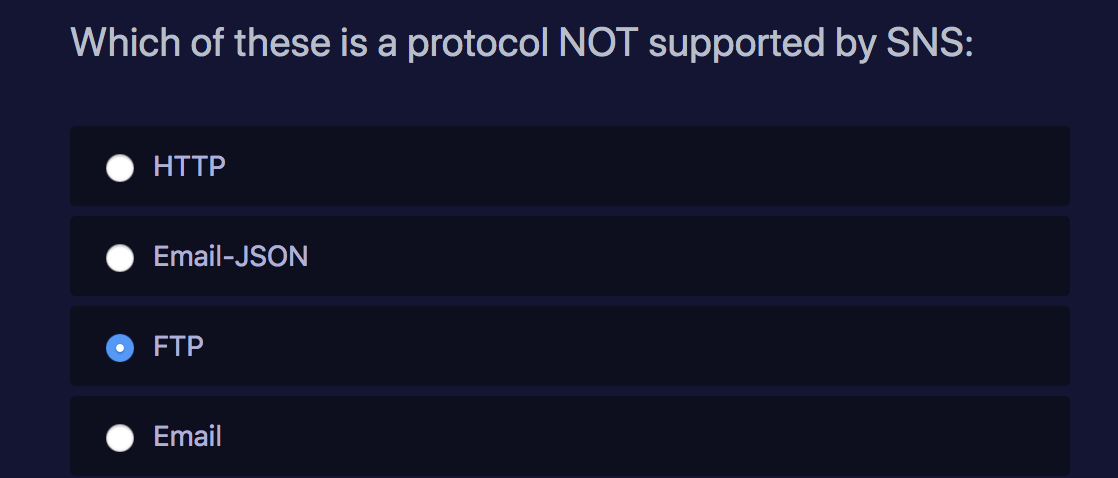 Which of these is a protocol NOT supported by SNS:
HTTP
Email-JSON
FTP
Email